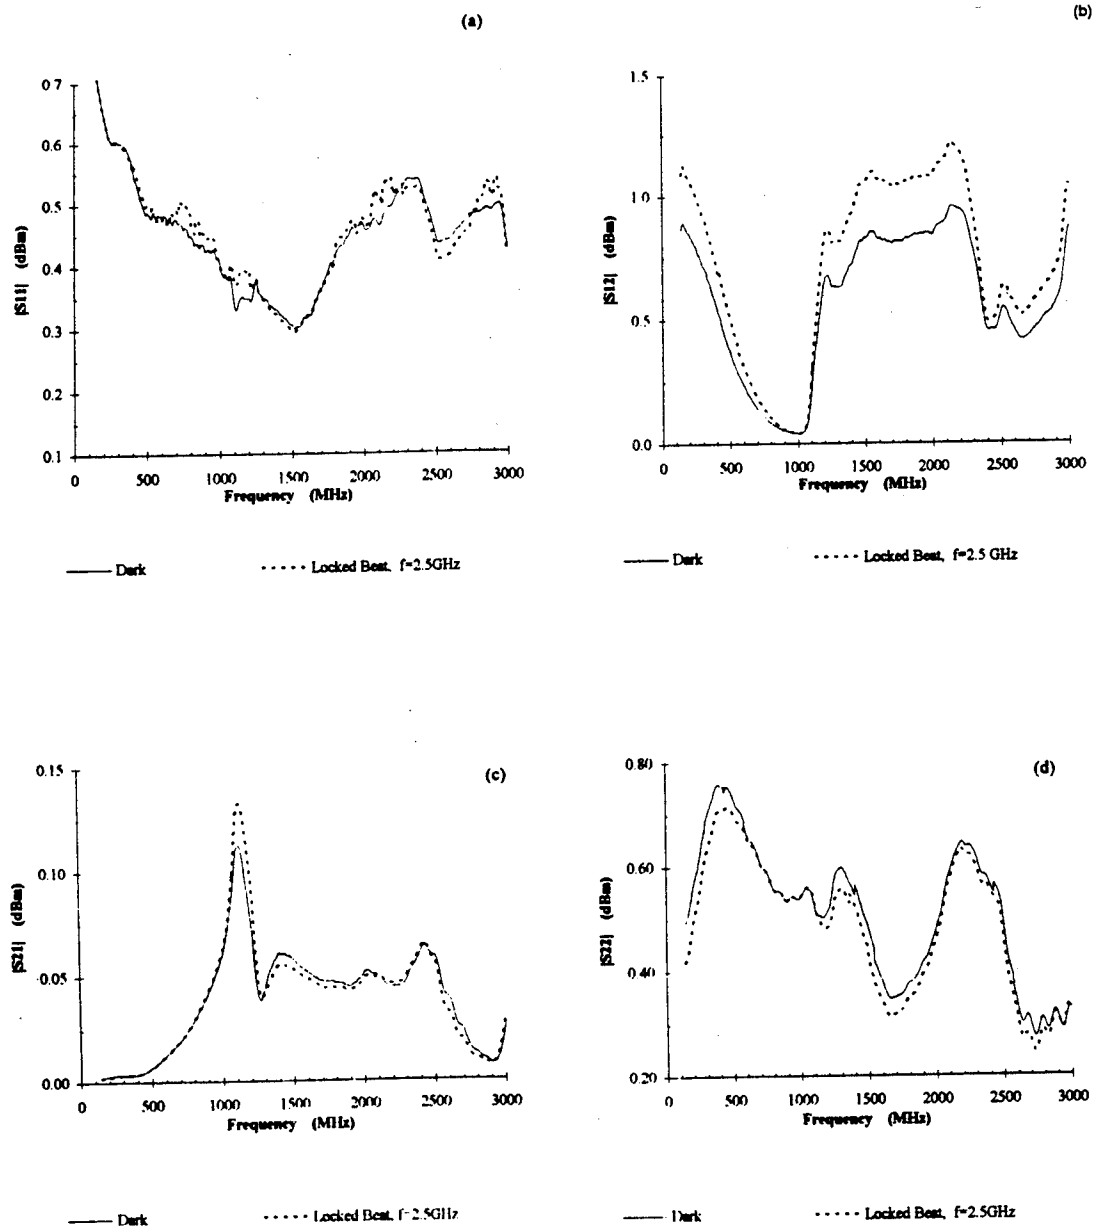 (a)
(b)
|S11| (dBm)
0.7
0.6
0.5
0.4
0.3
0.2
0.1
0 500 1000 1500 2000 2500 3000
Frequency (MHz)
Dark
Locked Beat, f=2.5GHz
|S12| (dBm)
1.5
1.0
0.5
0.0
0 500 1000 1500 2000 2500 3000
Frequency (MHz)
Dark
Locked Beat, f=2.5 GHz
(c)
|S21| (dBm)
0.15
0.10
0.05
0.00
0 500 1000 1500 2000 2500 3000
Frequency (MHz)
Dark
Locked Beat, f=2.5GHz
(d)
|S22| (dBm)
0.80
0.60
0.40
0.20
0 500 1000 1500 2000 2500 3000
Frequency (MHz)
Dark
Locked Beat, f=2.5GHz